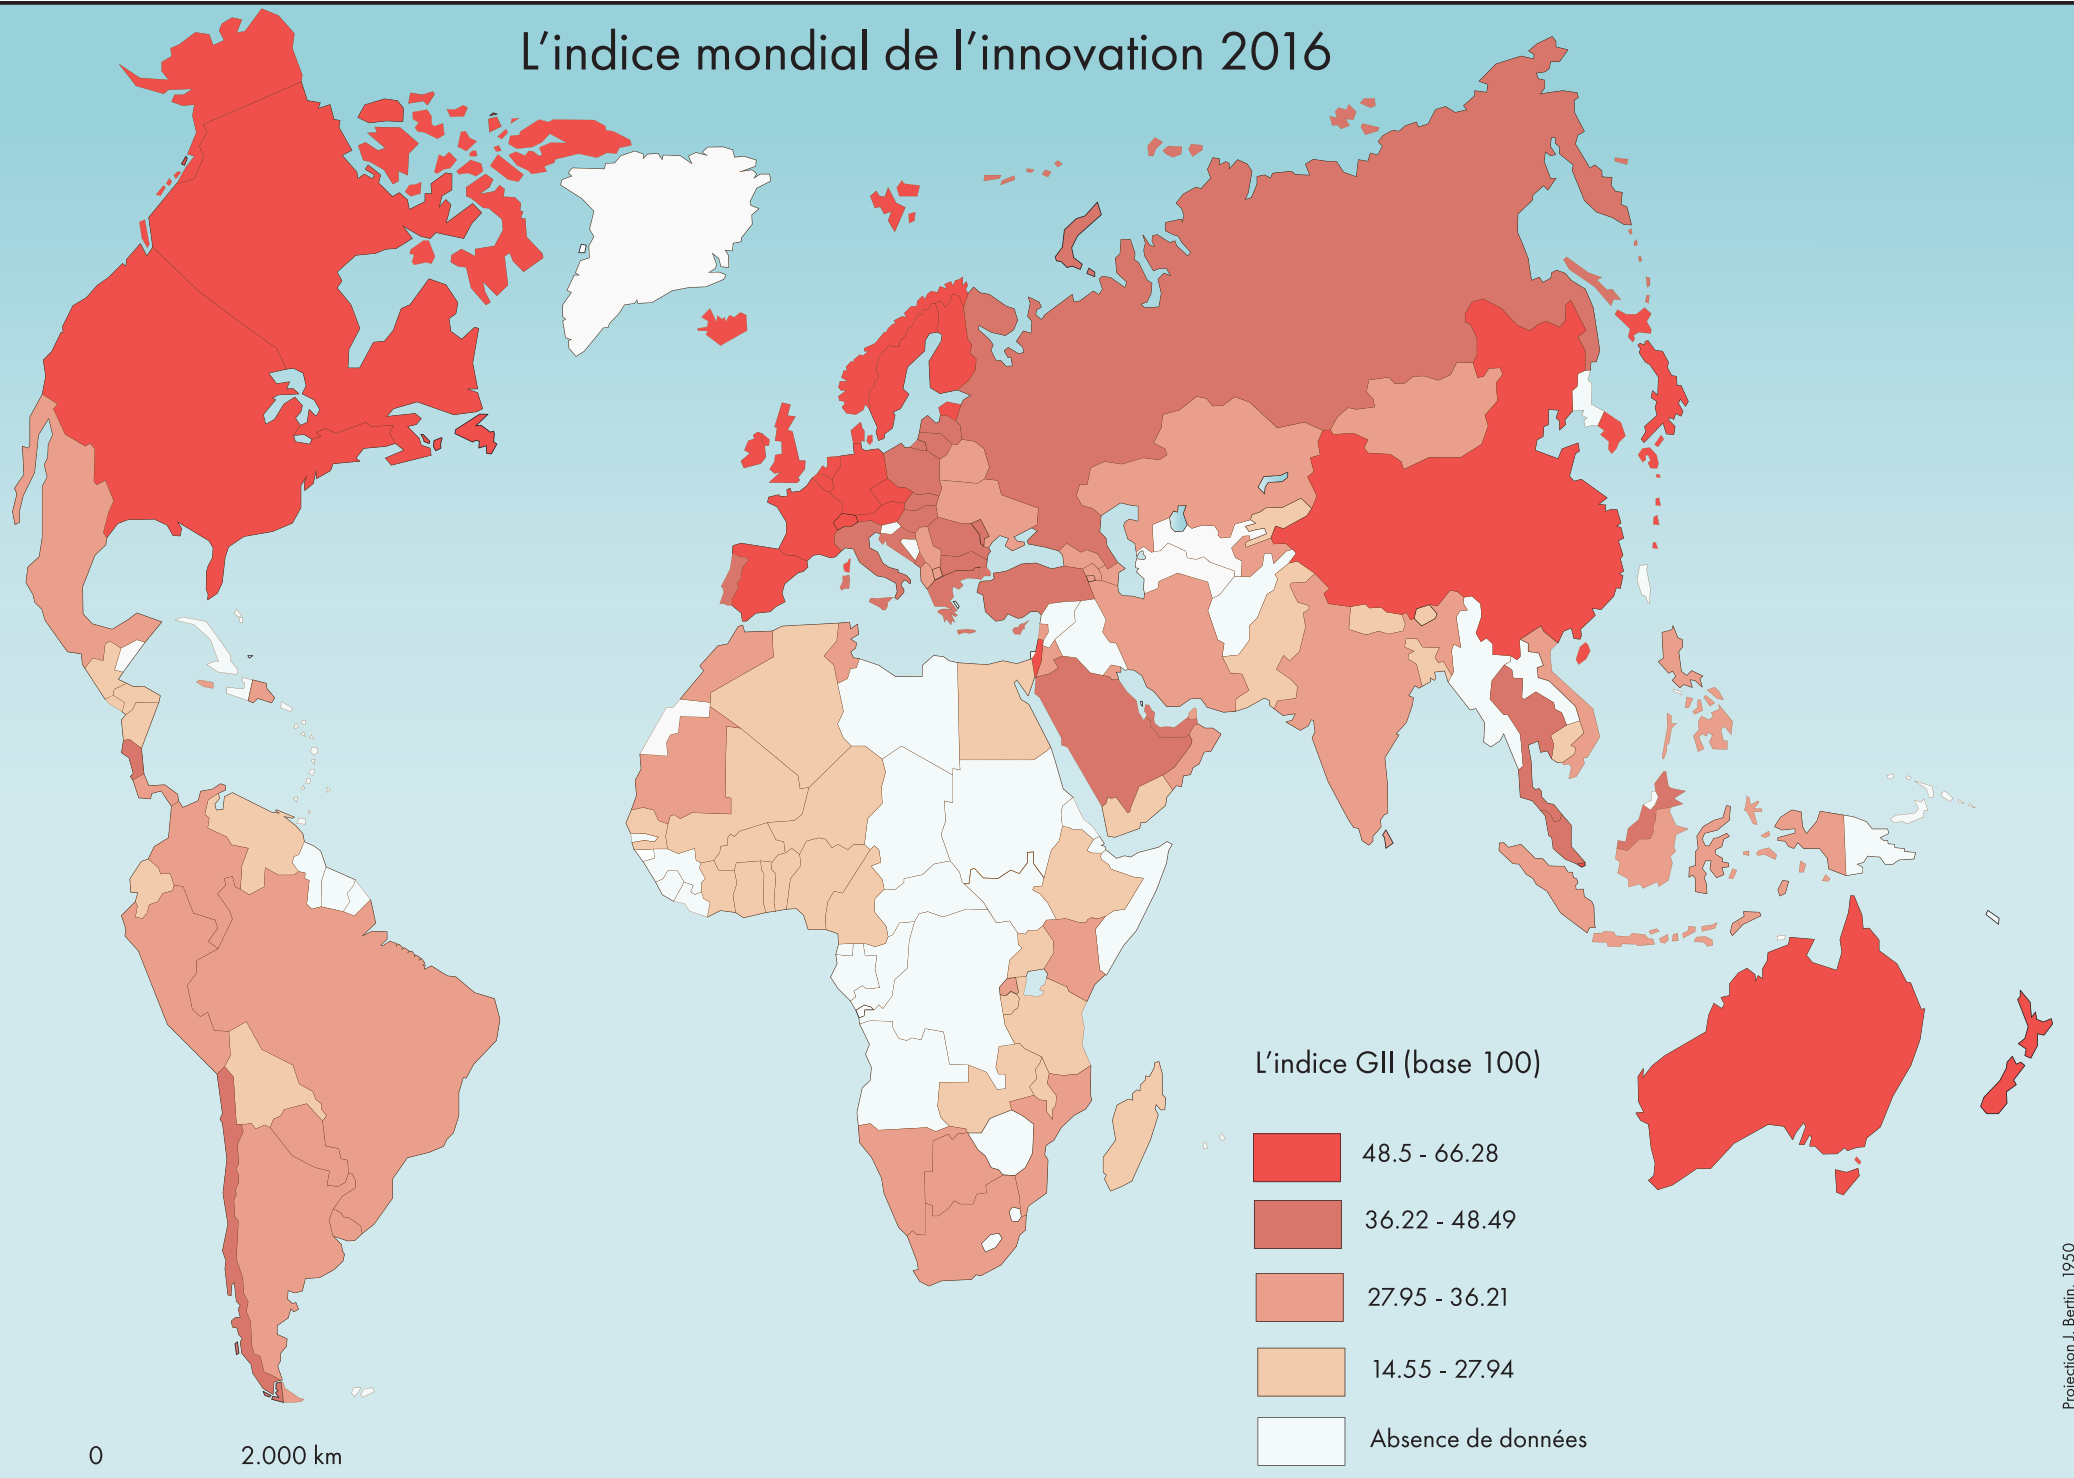 L'indice mondial de l'innovation 2016
L'indice GII (base 100)
48.5 - 66.28
36.22 - 48.49
27.95 - 36.21
14.55 - 27.94
Absence de données
0 2.000 km
Projection J. Bertin, 1950